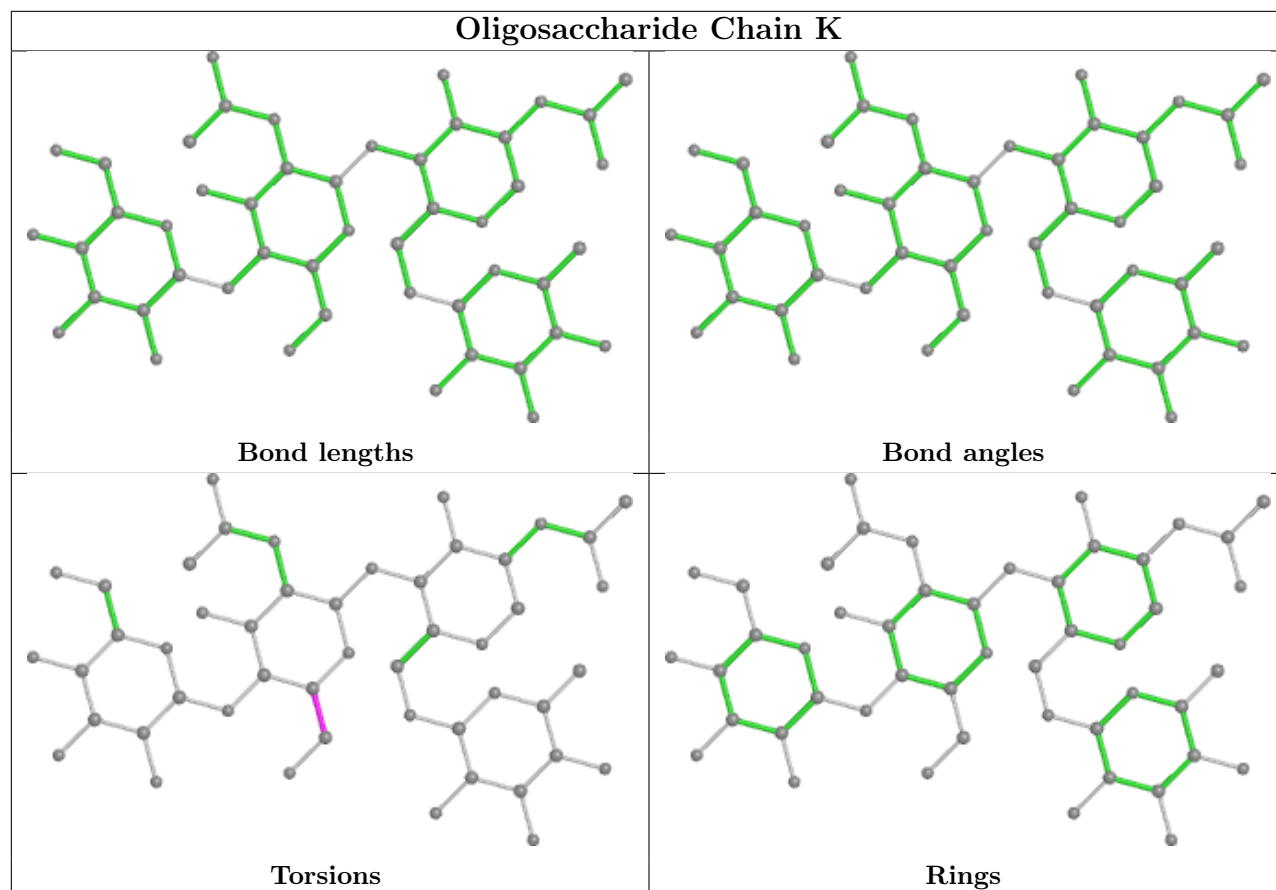 Oligosaccharide Chain K
Bond lengths
Bond angles
Torsions
Rings